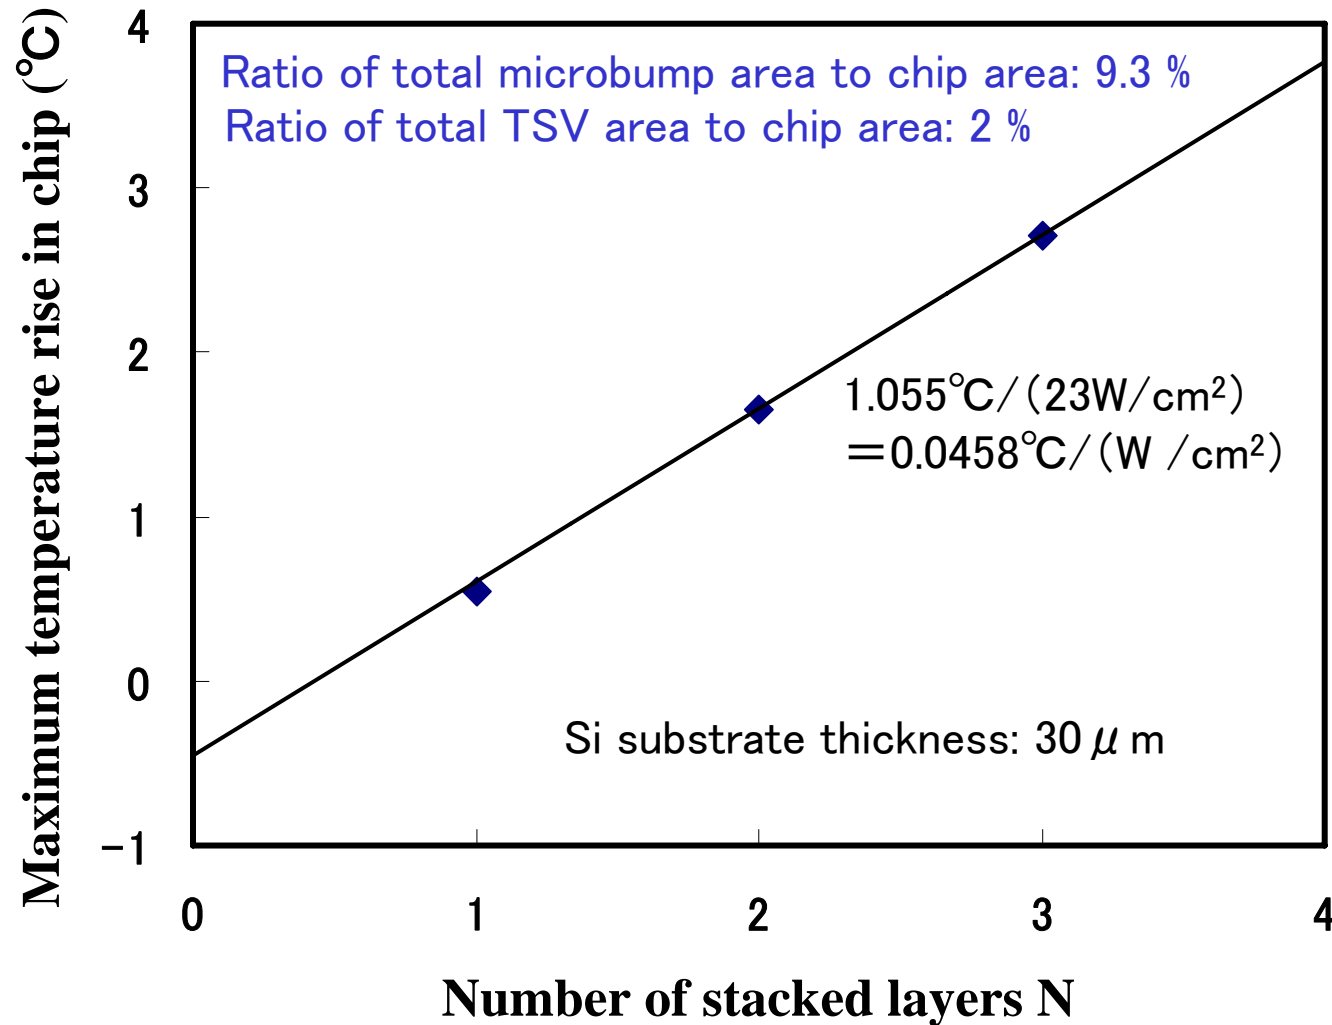 Maximum temperature rise in chip (℃)
4
3
2
1
0
-1
Ratio of total microbump area to chip area: 9.3 %
Ratio of total TSV area to chip area: 2 %
1.055℃/(23W/cm²)
=0.0458℃/(W /cm²)
Si substrate thickness: 30 μ m
0 1 2 3 4
Number of stacked layers N